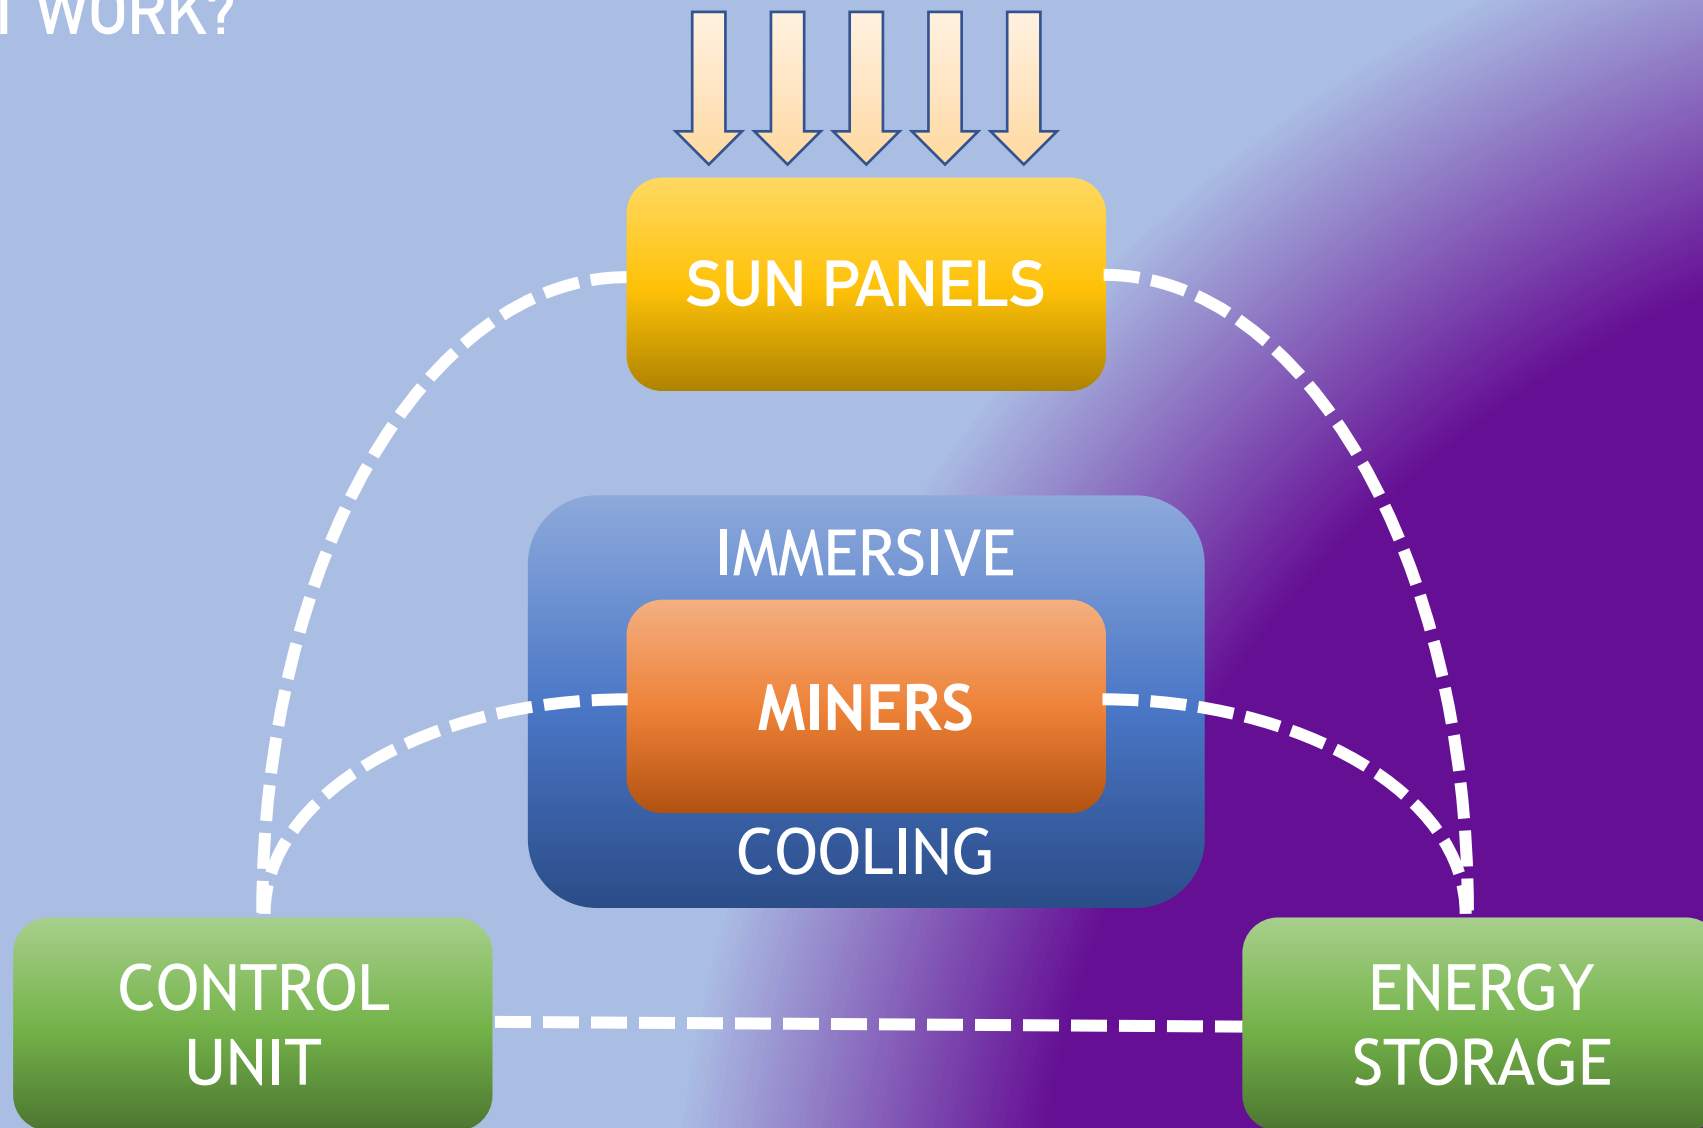 WORK?
SUN PANELS
IMMERSIVE
MINERS
COOLING
CONTROL
UNIT
ENERGY
STORAGE